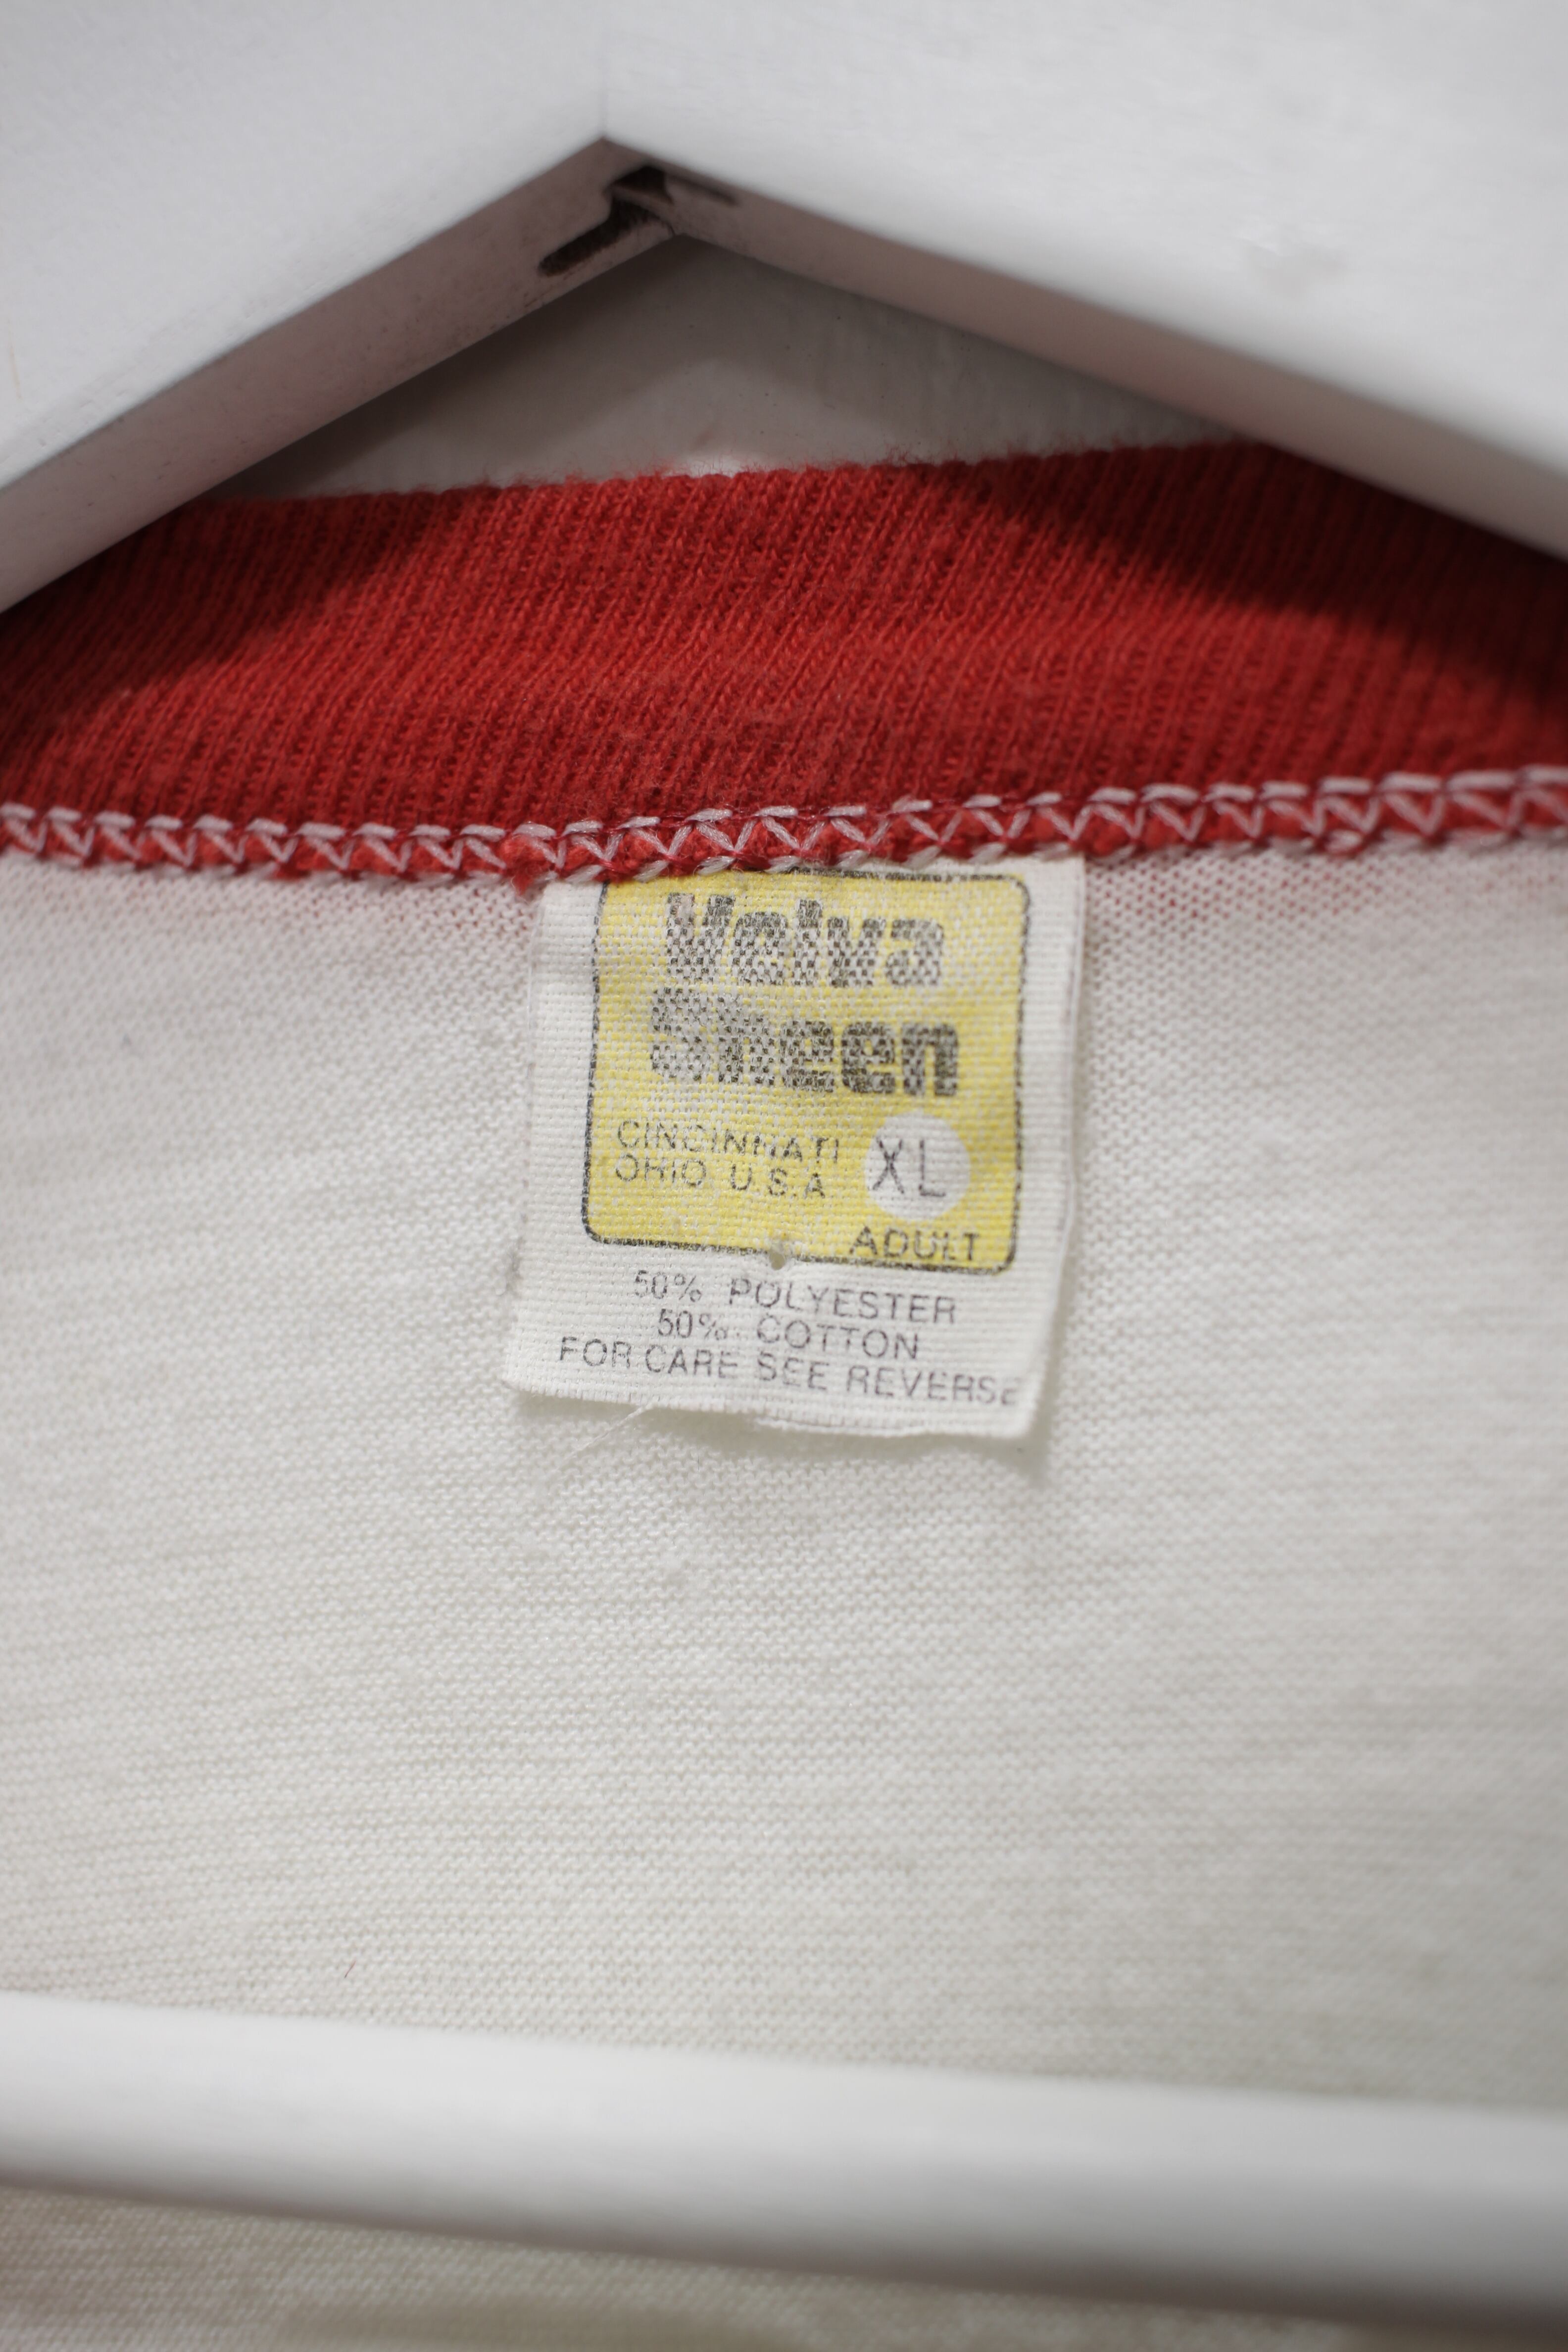 Velva
Sheen
CINCINNATI
OHIO U.S.A
XL
ADULT
50% POLYESTER
50% COTTON
FOR CARE SEE REVERSE